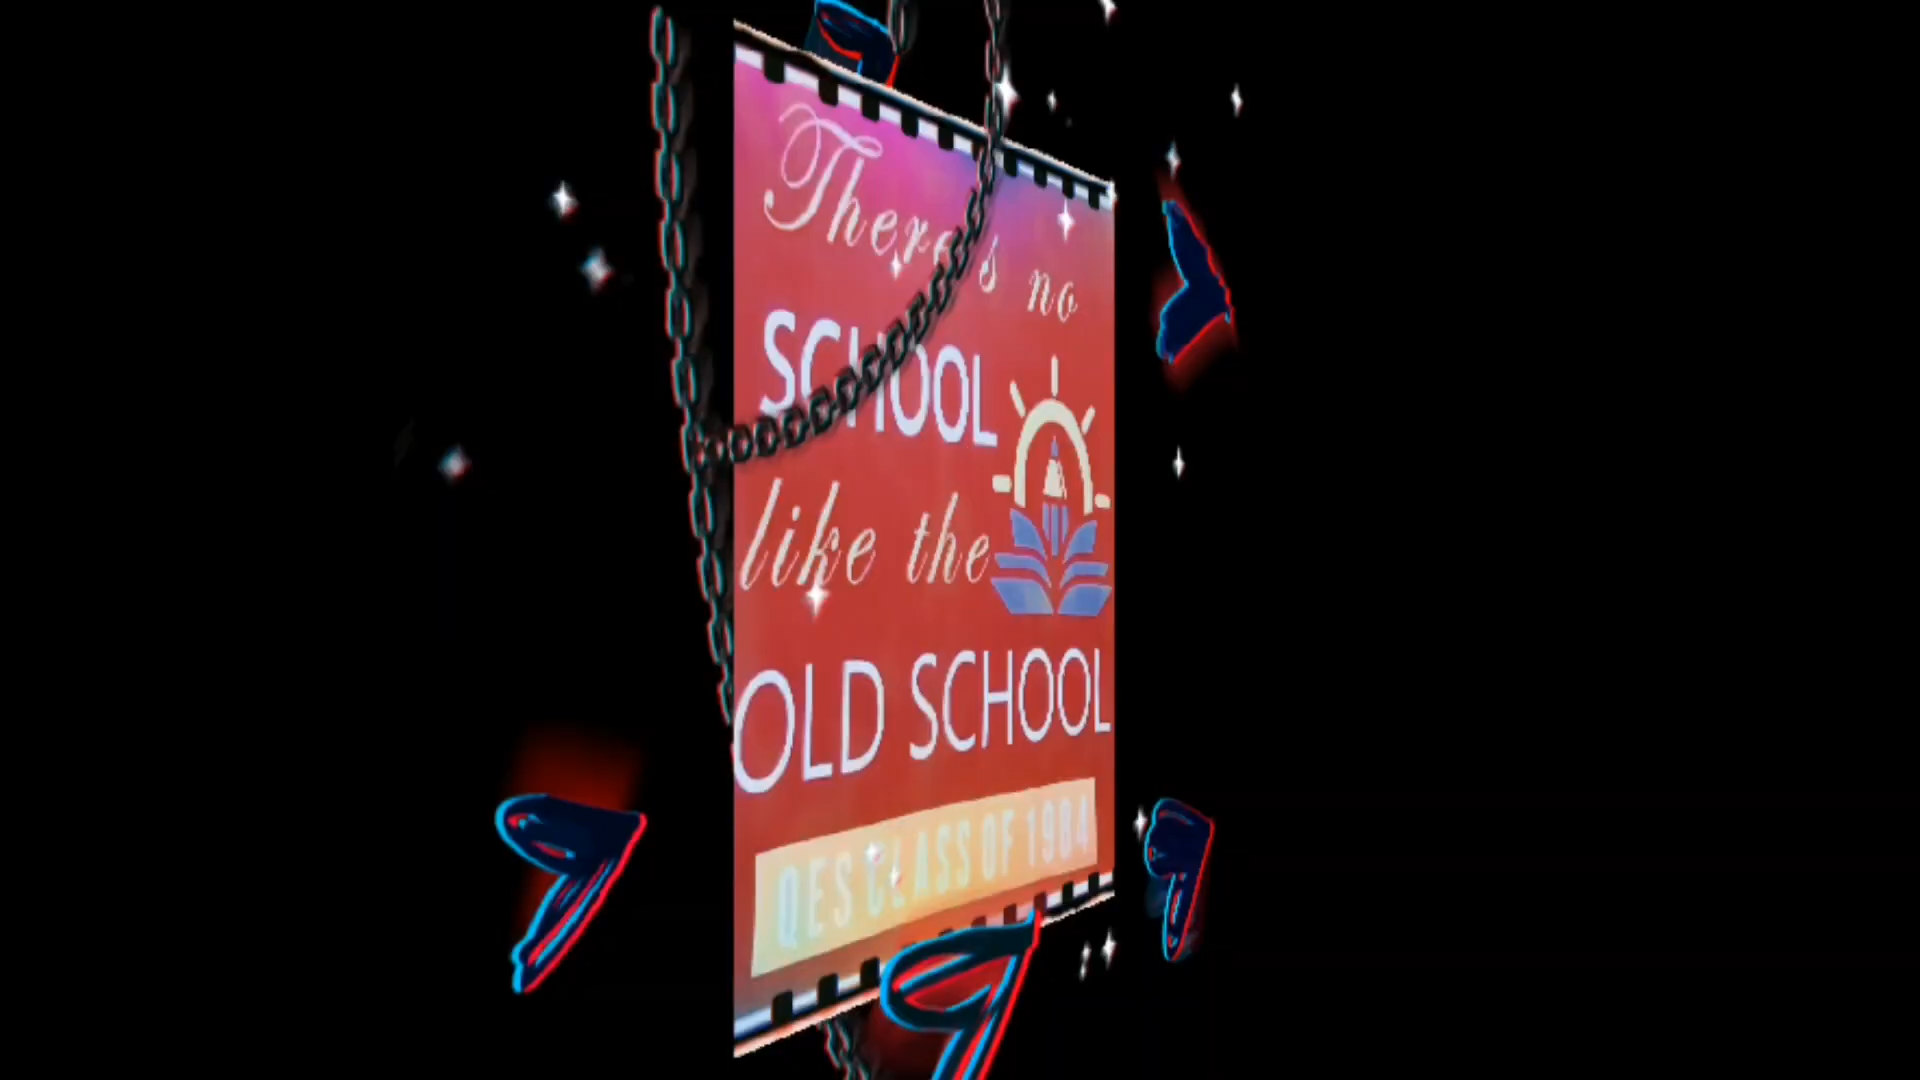 There's no
SCHOOL
like the
OLD SCHOOL
QES CLASS OF 1984